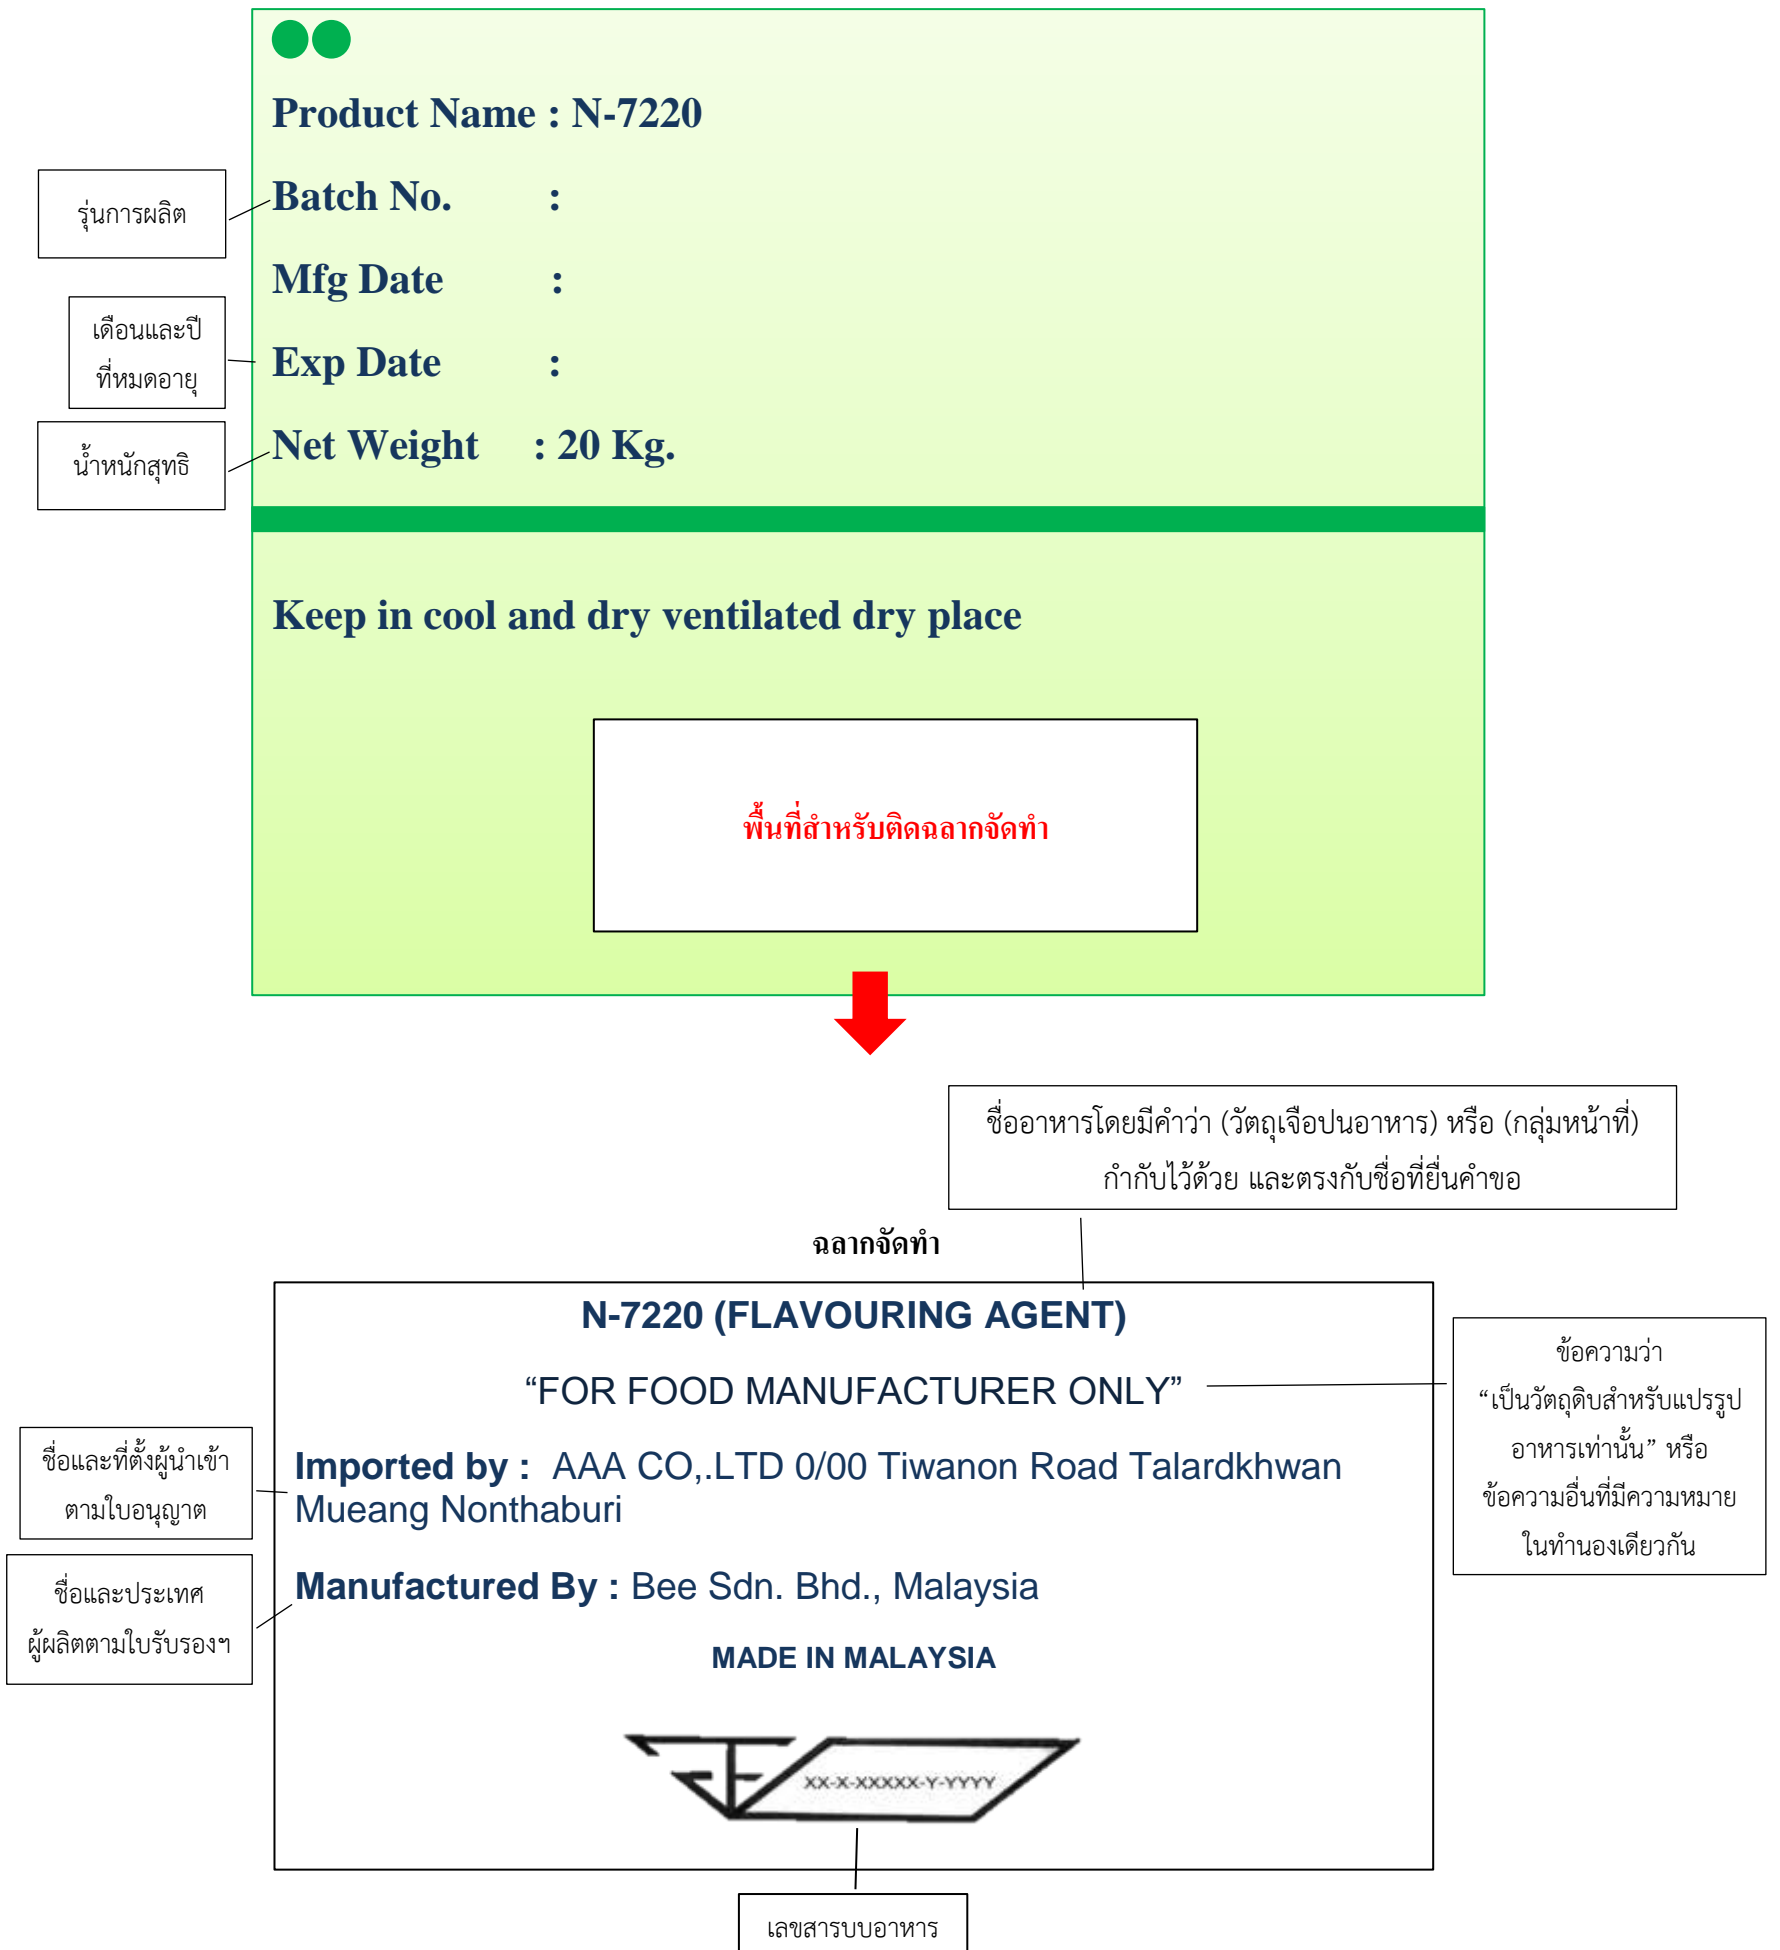 Product Name : N-7220
รุ่นการผลิต
Batch No. :
Mfg Date :
เดือนและปี
ที่หมดอายุ
Exp Date :
น้ำหนักสุทธิ
Net Weight : 20 Kg.
Keep in cool and dry ventilated dry place
พื้นที่สำหรับติดฉลากจัดทำ
ชื่ออาหารโดยมีคำว่า (วัตถุเจือปนอาหาร) หรือ (กลุ่มหน้าที่)
กำกับไว้ด้วย และตรงกับชื่อที่ยื่นคำขอ
ฉลากจัดทำ
N-7220 (FLAVOURING AGENT)
“FOR FOOD MANUFACTURER ONLY”
ข้อความว่า
“เป็นวัตถุดิบสำหรับแปรรูป
อาหารเท่านั้น” หรือ
ข้อความอื่นที่มีความหมาย
ในทำนองเดียวกัน
ชื่อและที่ตั้งผู้นำเข้า
ตามใบอนุญาต
Imported by : AAA CO,.LTD 0/00 Tiwanon Road Talardkhwan
Mueang Nonthaburi
ชื่อและประเทศ
ผู้ผลิตตามใบรับรองฯ
Manufactured By : Bee Sdn. Bhd., Malaysia
MADE IN MALAYSIA
XX-X-XXXXX-Y-YYYY
เลขสารบบอาหาร